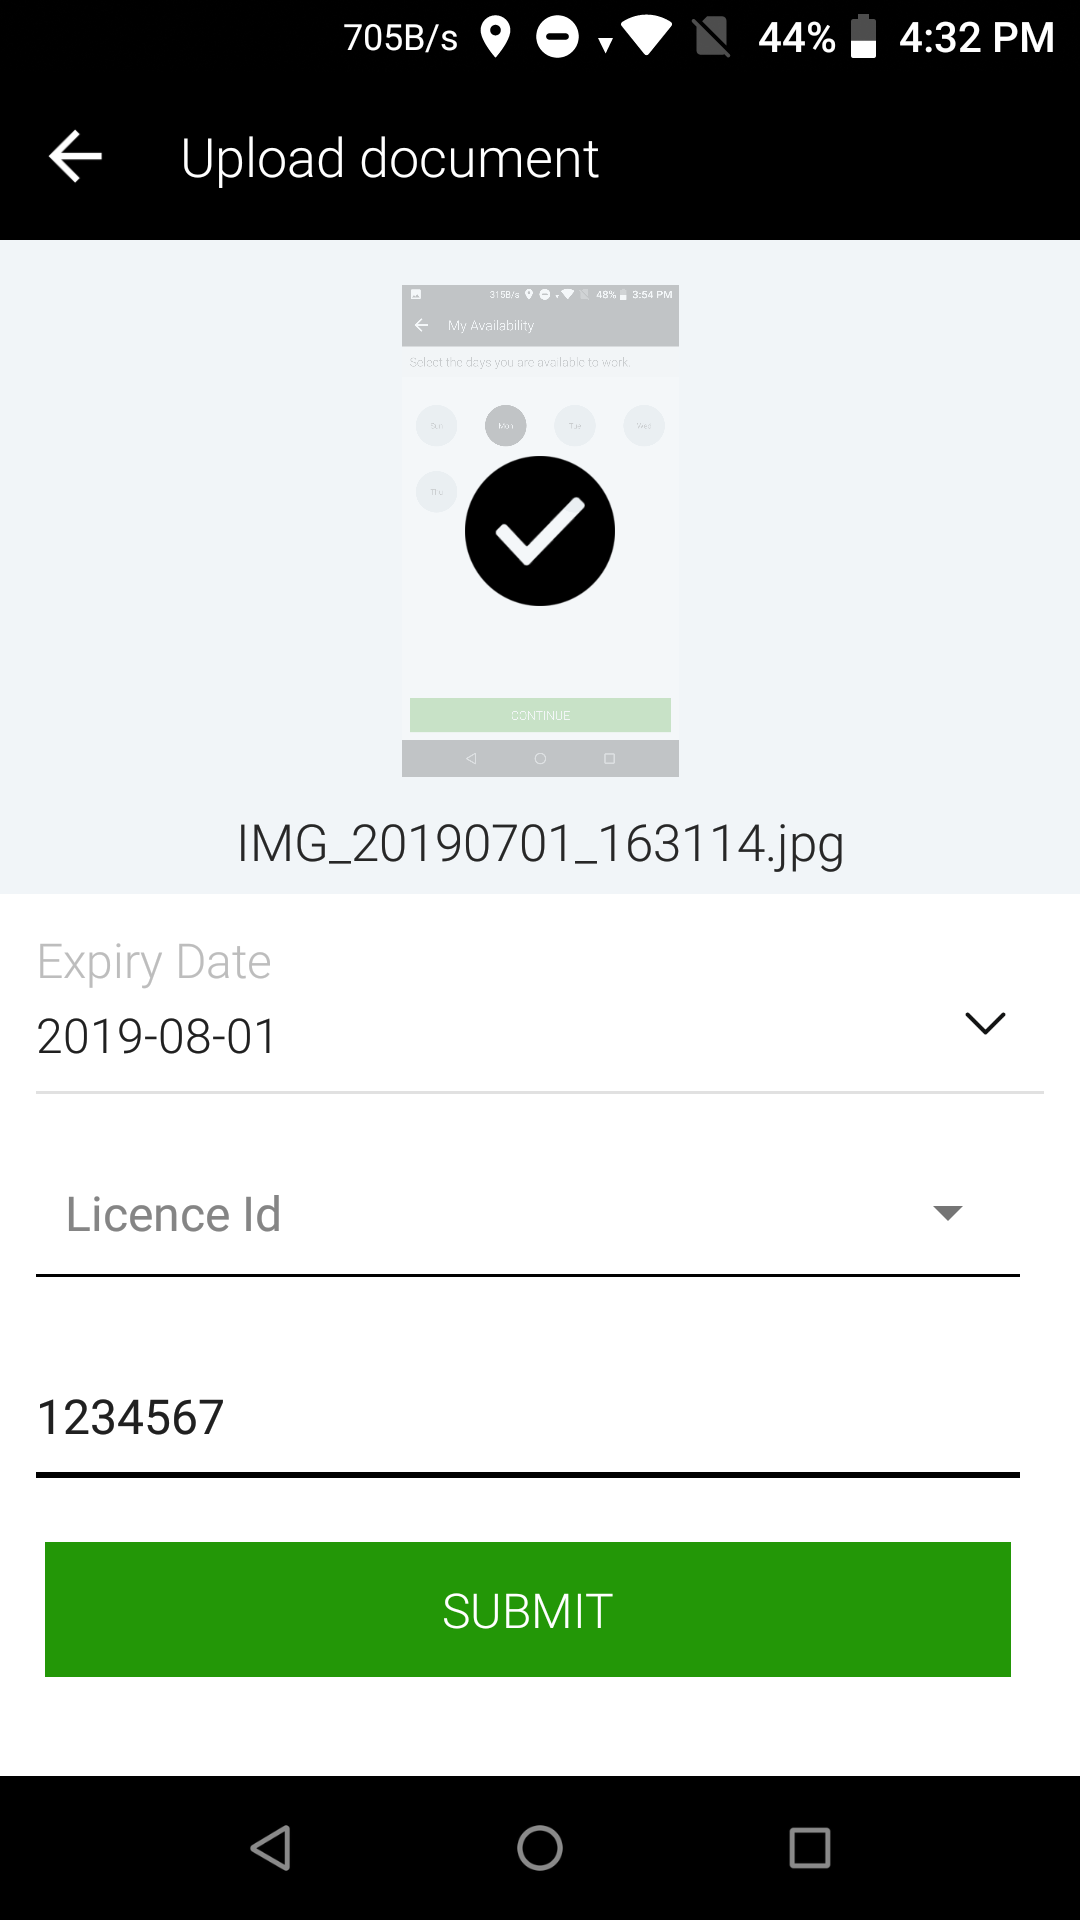 705B/s 44% 4:32 PM
Upload document
315B/s 48% 3:54 PM
My Availability
Select the days you are available to work.
Sun Mon Tue Wed
Thu
CONTINUE
IMG_20190701_163114.jpg
Expiry Date
2019-08-01
Licence Id
1234567
SUBMIT